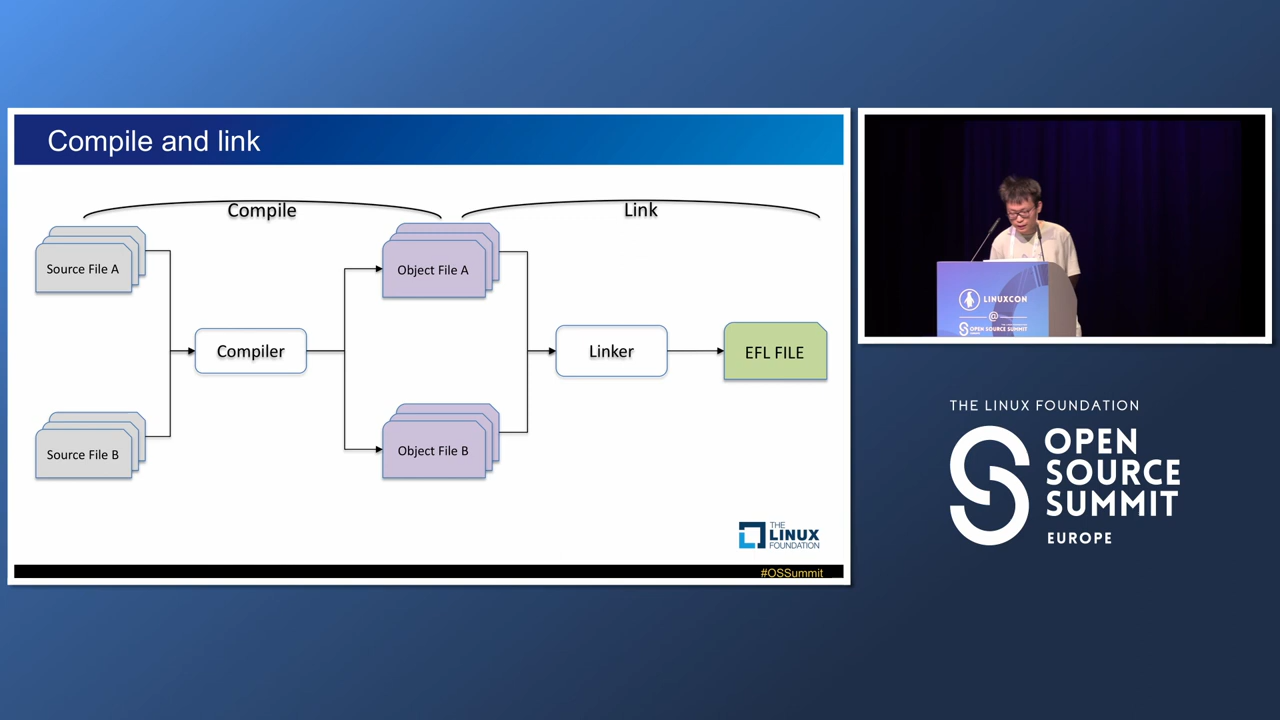 Compile and link
Compile
Link
Source File A
Object File A
Compiler
Linker
EFL FILE
Source File B
Object File B
THE
LINUX
FOUNDATION
#OSSummit
LINUXCON
@
OPEN SOURCE SUMMIT
THE LINUX FOUNDATION
OPEN
SOURCE
SUMMIT
EUROPE